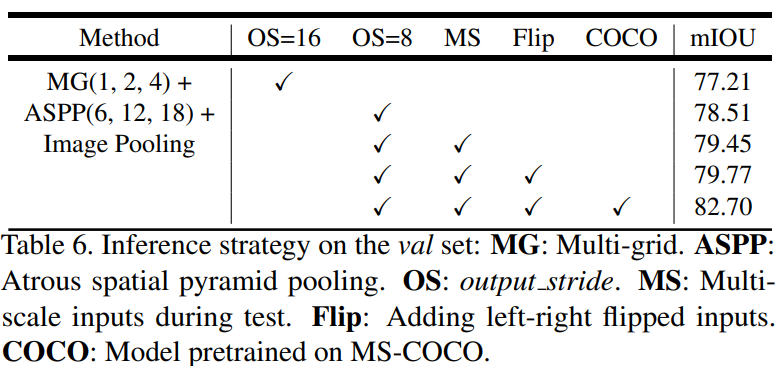 Method OS=16 OS=8 MS Flip COCO mIOU
MG(1, 2, 4) + ✓ 77.21
ASPP(6, 12, 18) + ✓ 78.51
Image Pooling ✓ ✓ 79.45
✓ ✓ ✓ 79.77
✓ ✓ ✓ ✓ 82.70
Table 6. Inference strategy on the val set: MG: Multi-grid. ASPP:
Atrous spatial pyramid pooling. OS: output_stride. MS: Multi-
scale inputs during test. Flip: Adding left-right flipped inputs.
COCO: Model pretrained on MS-COCO.